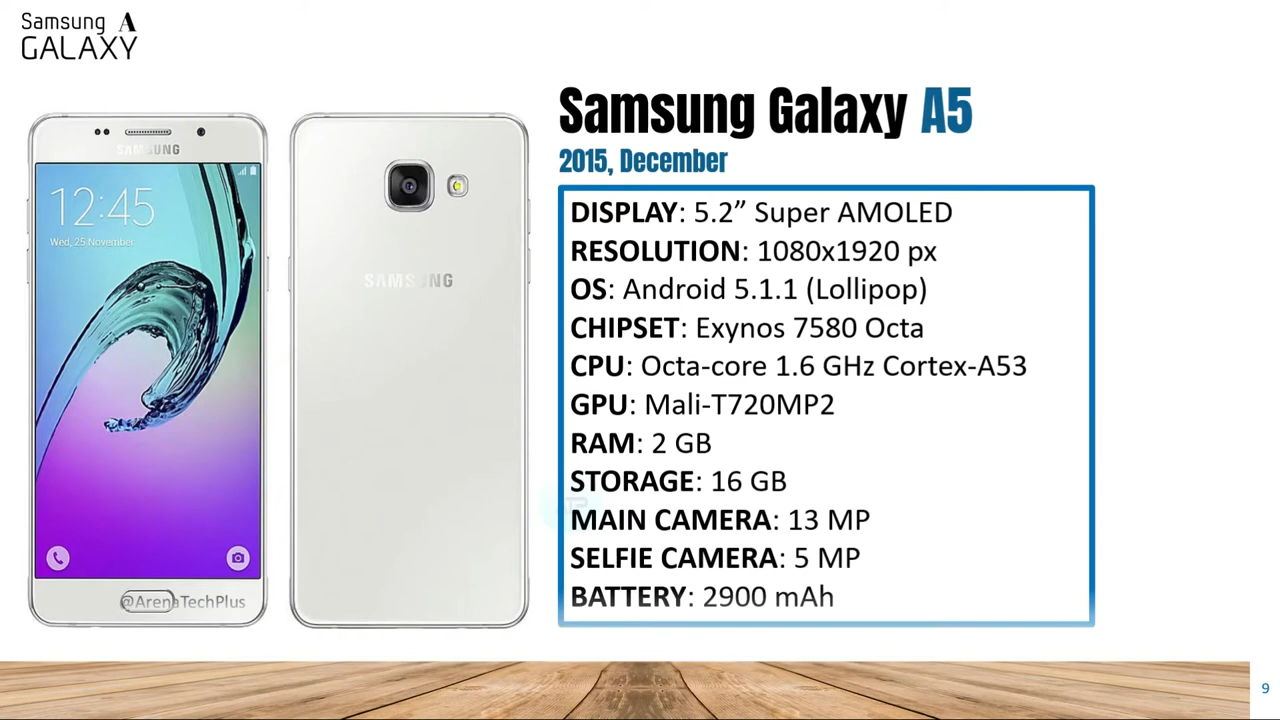 Samsung A
GALAXY
SAMSUNG
12:45
Wed, 25 November
@ArenaTechPlus
SAMSUNG
Samsung Galaxy A5
2015, December
DISPLAY: 5.2” Super AMOLED
RESOLUTION: 1080x1920 px
OS: Android 5.1.1 (Lollipop)
CHIPSET: Exynos 7580 Octa
CPU: Octa-core 1.6 GHz Cortex-A53
GPU: Mali-T720MP2
RAM: 2 GB
STORAGE: 16 GB
MAIN CAMERA: 13 MP
SELFIE CAMERA: 5 MP
BATTERY: 2900 mAh
9